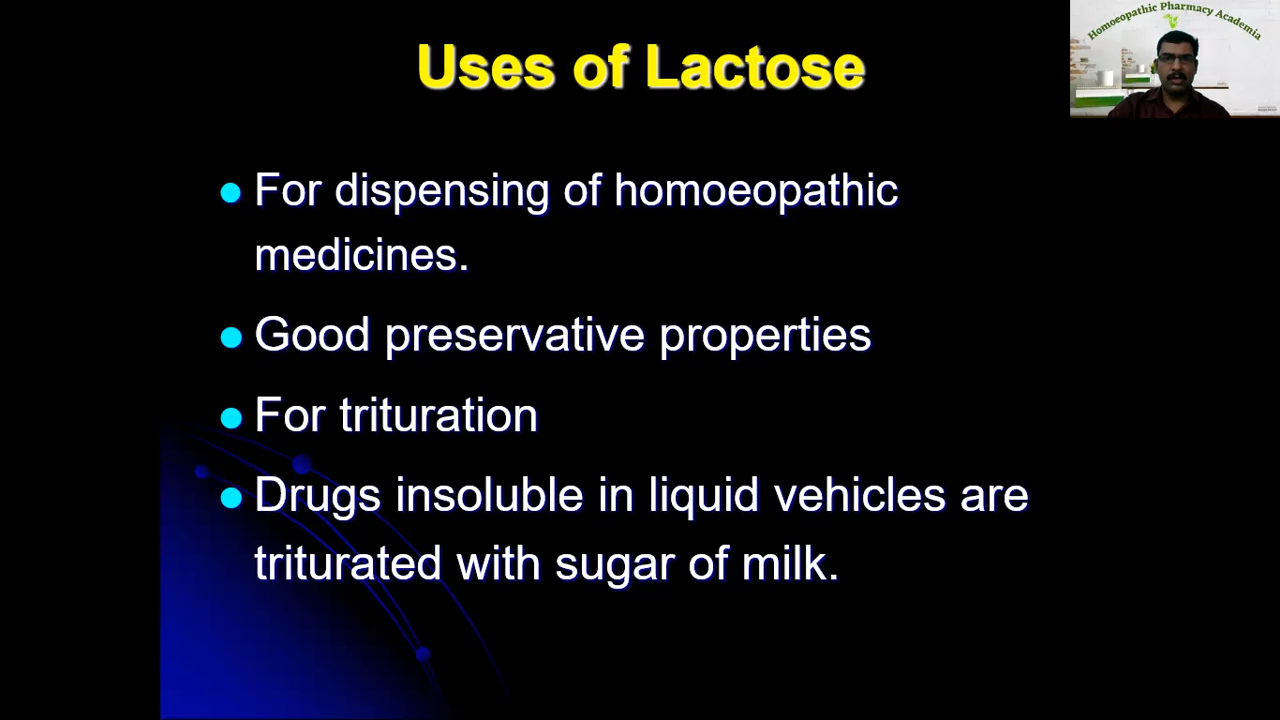 Uses of Lactose
Homoeopathic Pharmacy Academia
For dispensing of homoeopathic
medicines.
Good preservative properties
For trituration
Drugs insoluble in liquid vehicles are
triturated with sugar of milk.